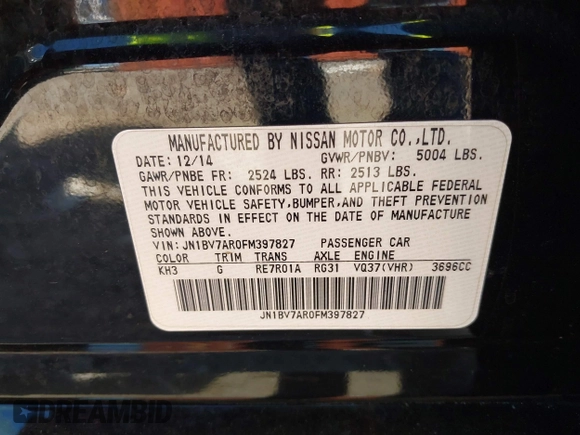 MANUFACTURED BY NISSAN MOTOR CO.,LTD.
DATE: 12/14 GVWR/PNBV: 5004 LBS.
GAWR/PNBE FR: 2524 LBS. RR: 2513 LBS.
THIS VEHICLE CONFORMS TO ALL APPLICABLE FEDERAL
MOTOR VEHICLE SAFETY,BUMPER,AND THEFT PREVENTION
STANDARDS IN EFFECT ON THE DATE OF MANUFACTURE
SHOWN ABOVE.
VIN: JN1BV7AR0FM397827 PASSENGER CAR
COLOR TRIM TRANS AXLE ENGINE
KH3 G RE7R01A RG31 VQ37(VHR) 3696CC
JN1BV7AR0FM397827
DREAMBID